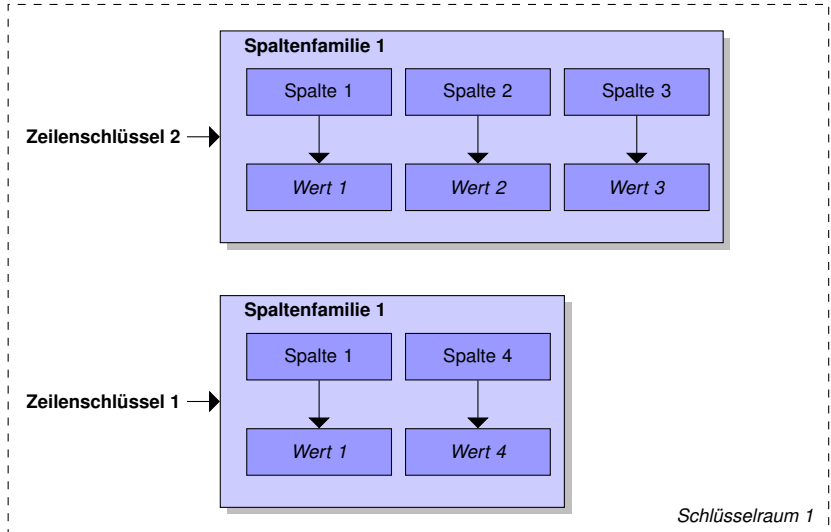 Spaltenfamilie 1
Spalte 1 Spalte 2 Spalte 3
Zeilenschlüssel 2
Wert 1 Wert 2 Wert 3
Spaltenfamilie 1
Spalte 1 Spalte 4
Zeilenschlüssel 1
Wert 1 Wert 4
Schlüsselraum 1